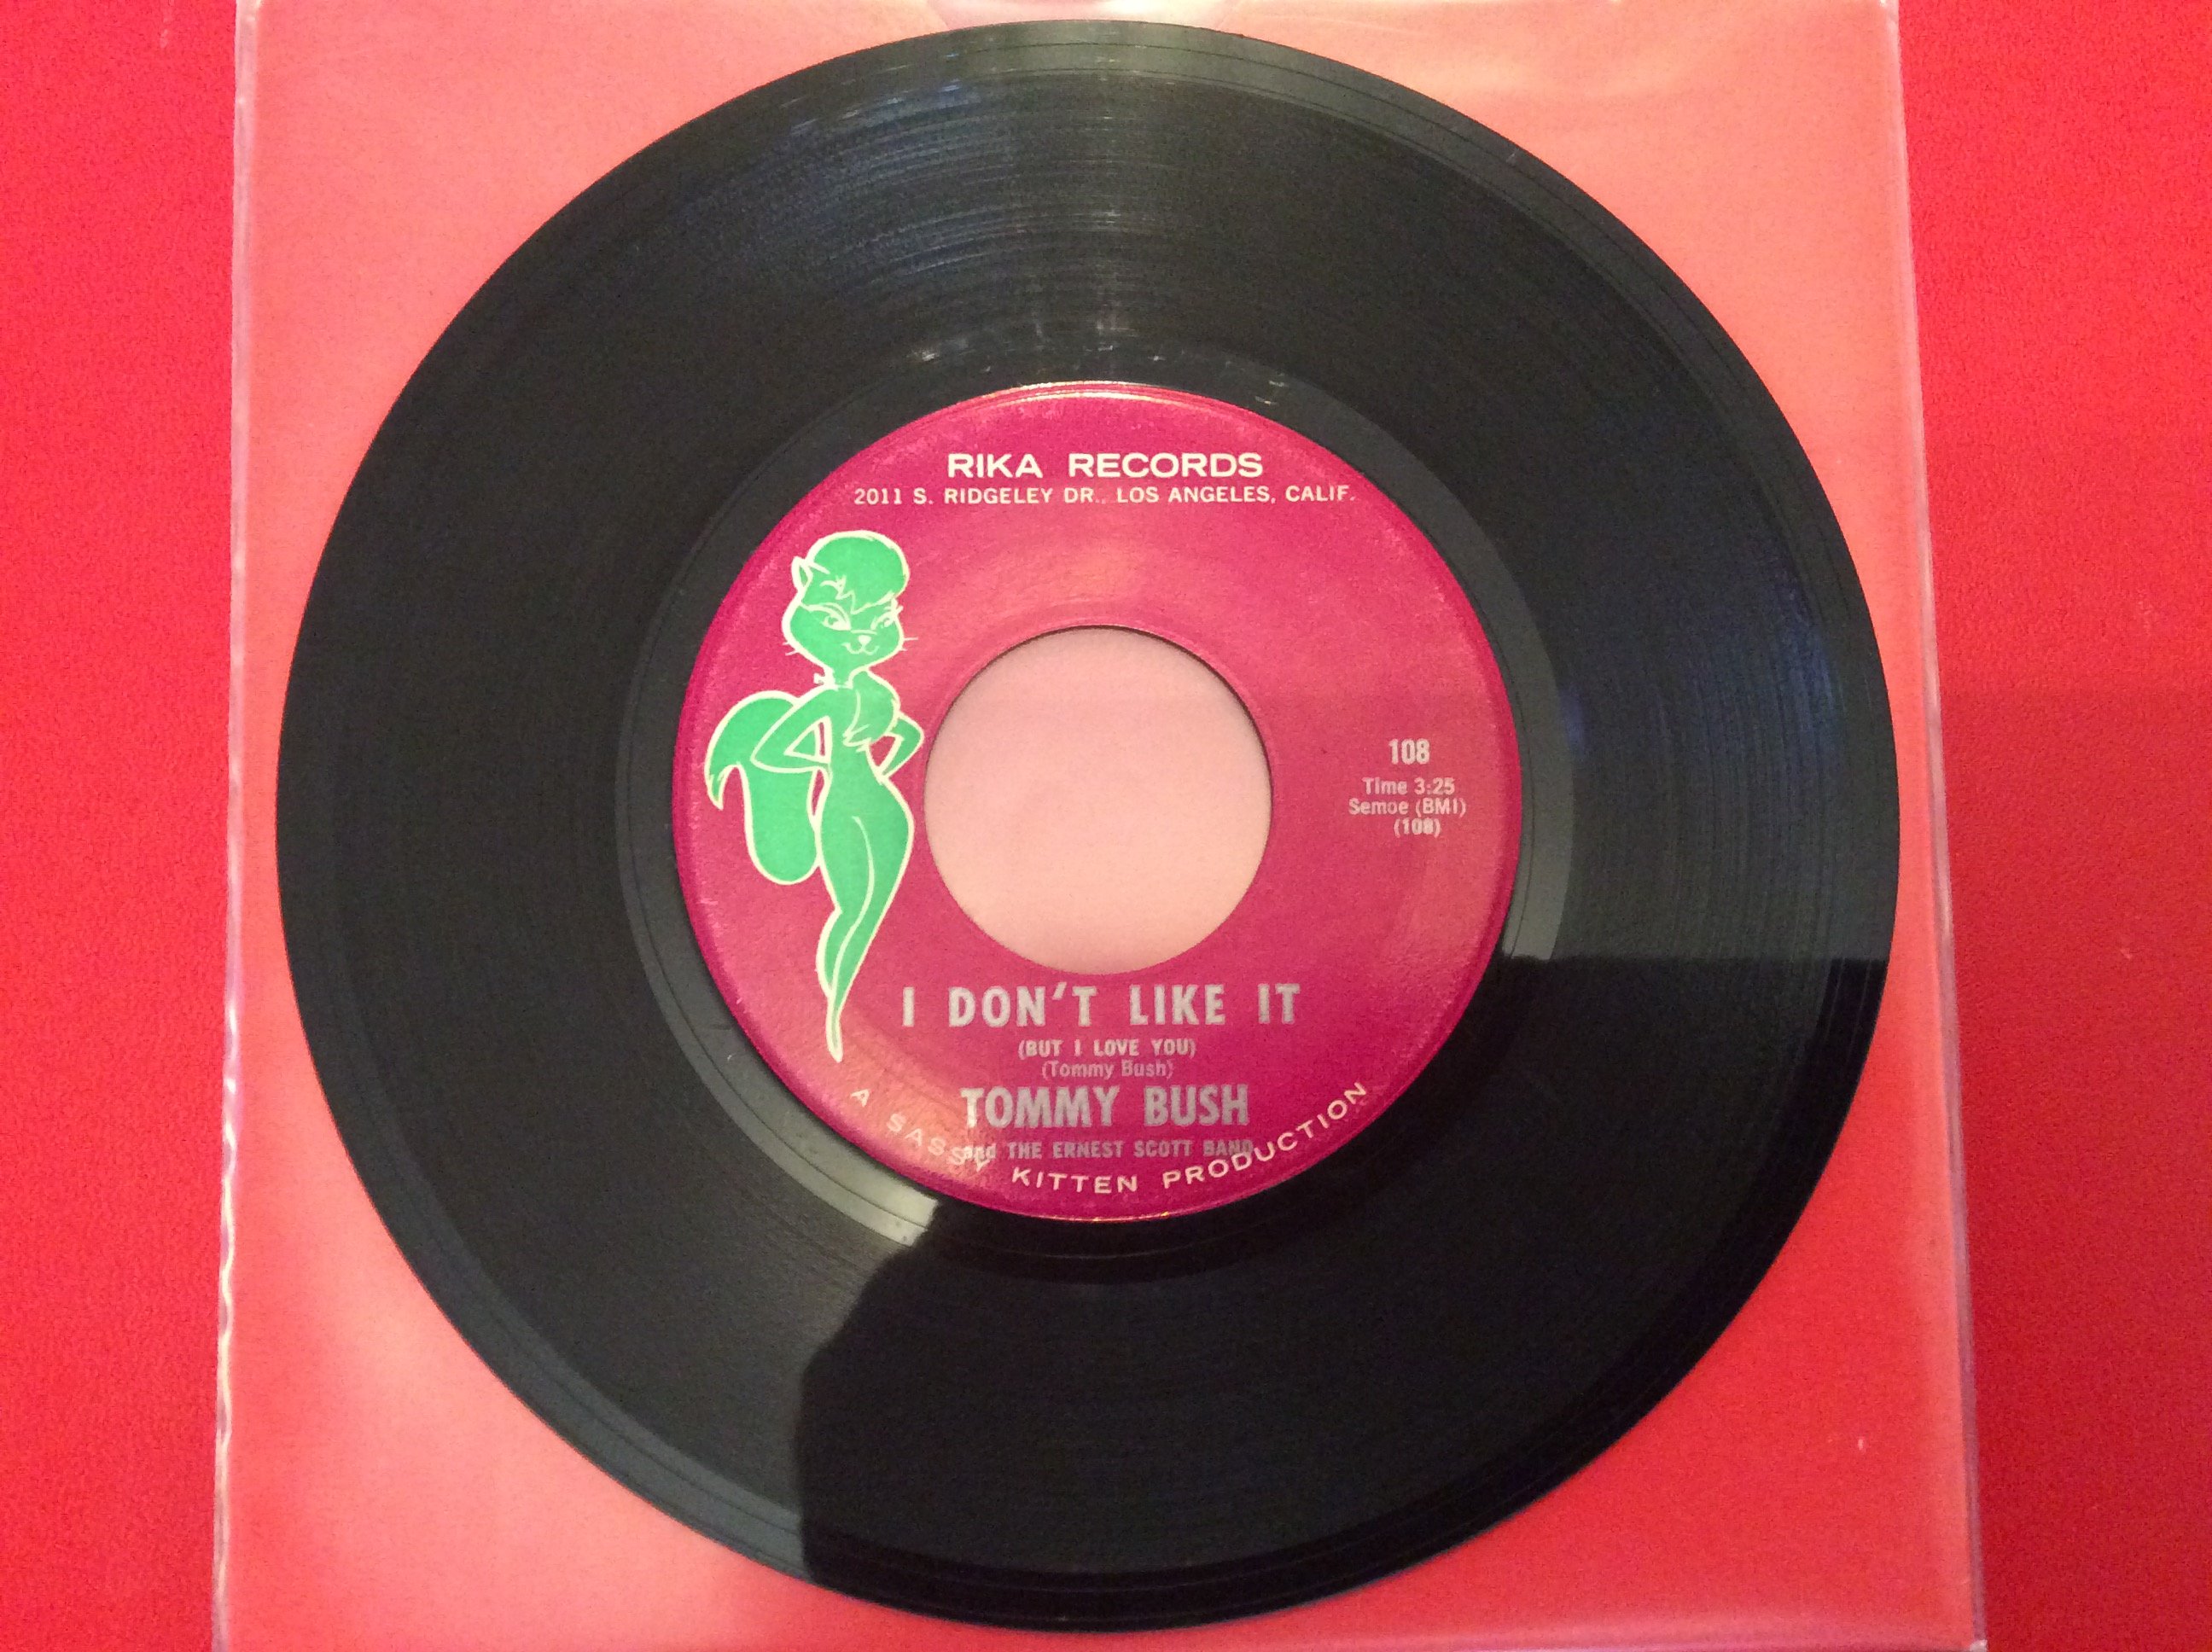 RIKA RECORDS
2011 S. RIDGELEY DR., LOS ANGELES, CALIF.
108
Time 3:25
Semoe (BMI)
(108)
I DON'T LIKE IT
(BUT I LOVE YOU)
(Tommy Bush)
TOMMY BUSH
and THE ERNEST SCOTT BAND
A SASSY KITTEN PRODUCTION